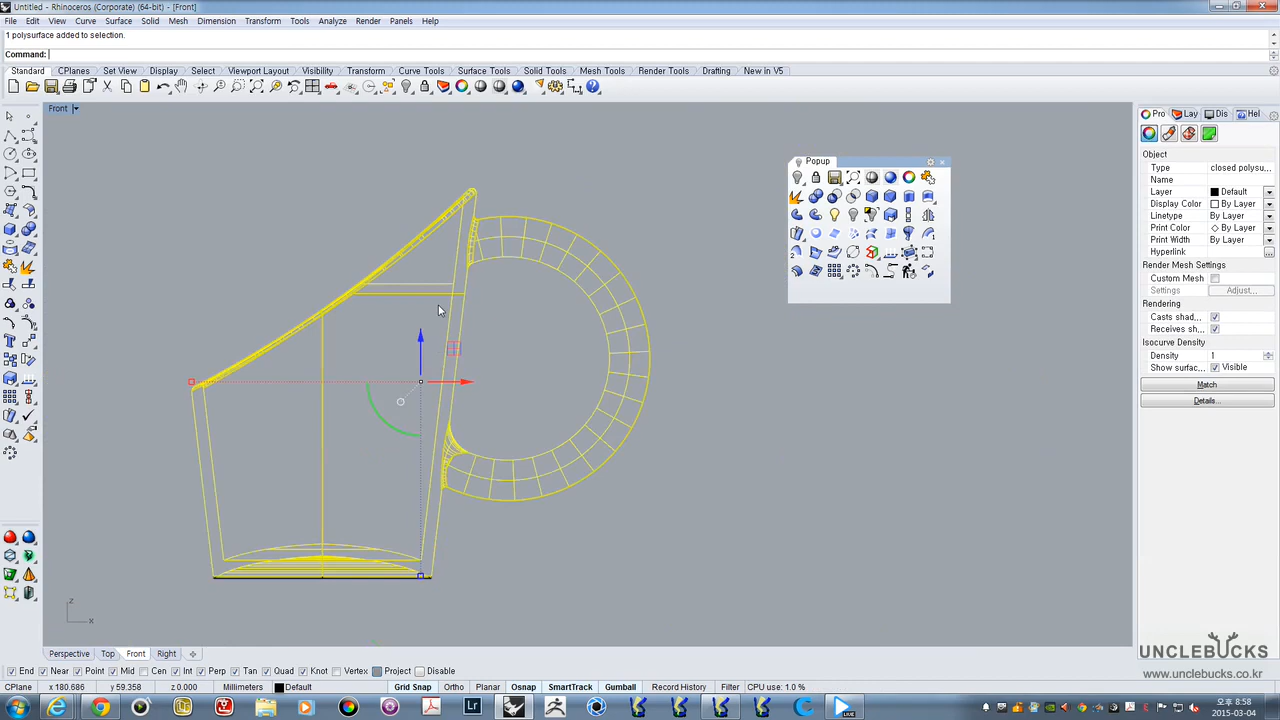 Untitled - Rhinoceros (Corporate) (64-bit) - [Front]
File Edit View Curve Surface Solid Mesh Dimension Transform Tools Analyze Render Panels Help
1 polysurface added to selection.
Command:
Standard CPlanes Set View Display Select Viewport Layout Visibility Transform Curve Tools Surface Tools Solid Tools Mesh Tools Render Tools Drafting New in V5
Front
Pro Lay Dis Hel
Popup
Object
Type closed polysu...
Name
Layer Default
Display Color By Layer
Linetype By Layer
Print Color By Layer
Print Width By Layer
Hyperlink
Render Mesh Settings
Custom Mesh
Settings Adjust...
Rendering
Casts shad...
Receives sh...
Isocurve Density
Density 1
Show surfac... Visible
Match
Details...
z
x
Perspective Top Front Right
UNCLEBUCKS
www.unclebucks.co.kr
End Near Point Mid Cen Int Perp Tan Quad Knot Vertex Project Disable
CPlane x 180.686 y 59.358 z 0.000 Millimeters Default Grid Snap Ortho Planar Osnap SmartTrack Gumball Record History Filter CPU use: 1.0 %
Lr
LIVE
오후 8:58
2015-03-04